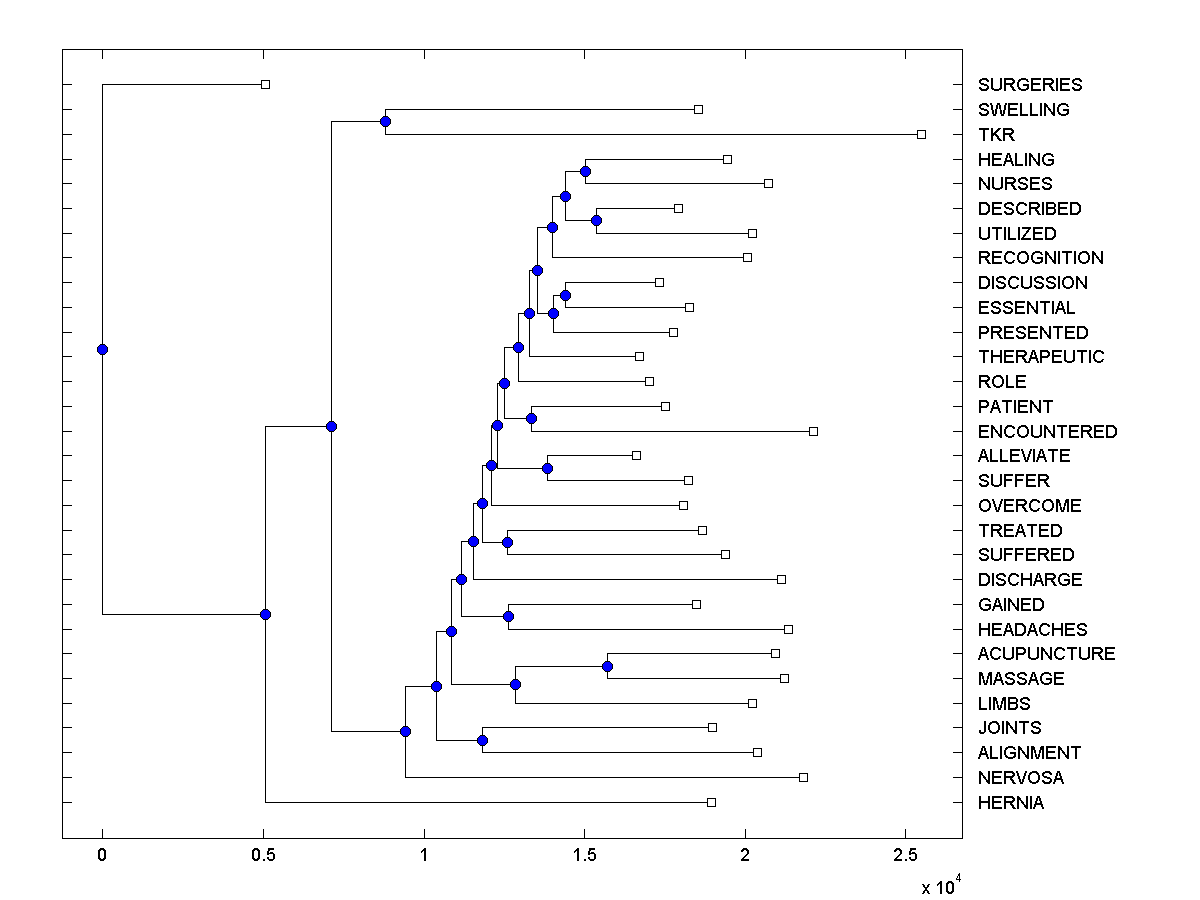 SURGERIES
SWELLING
TKR
HEALING
NURSES
DESCRIBED
UTILIZED
RECOGNITION
DISCUSSION
ESSENTIAL
PRESENTED
THERAPEUTIC
ROLE
PATIENT
ENCOUNTERED
ALLEVIATE
SUFFER
OVERCOME
TREATED
SUFFERED
DISCHARGE
GAINED
HEADACHES
ACUPUNCTURE
MASSAGE
LIMBS
JOINTS
ALIGNMENT
NERVOSA
HERNIA
0 0.5 1 1.5 2 2.5
x 10^4